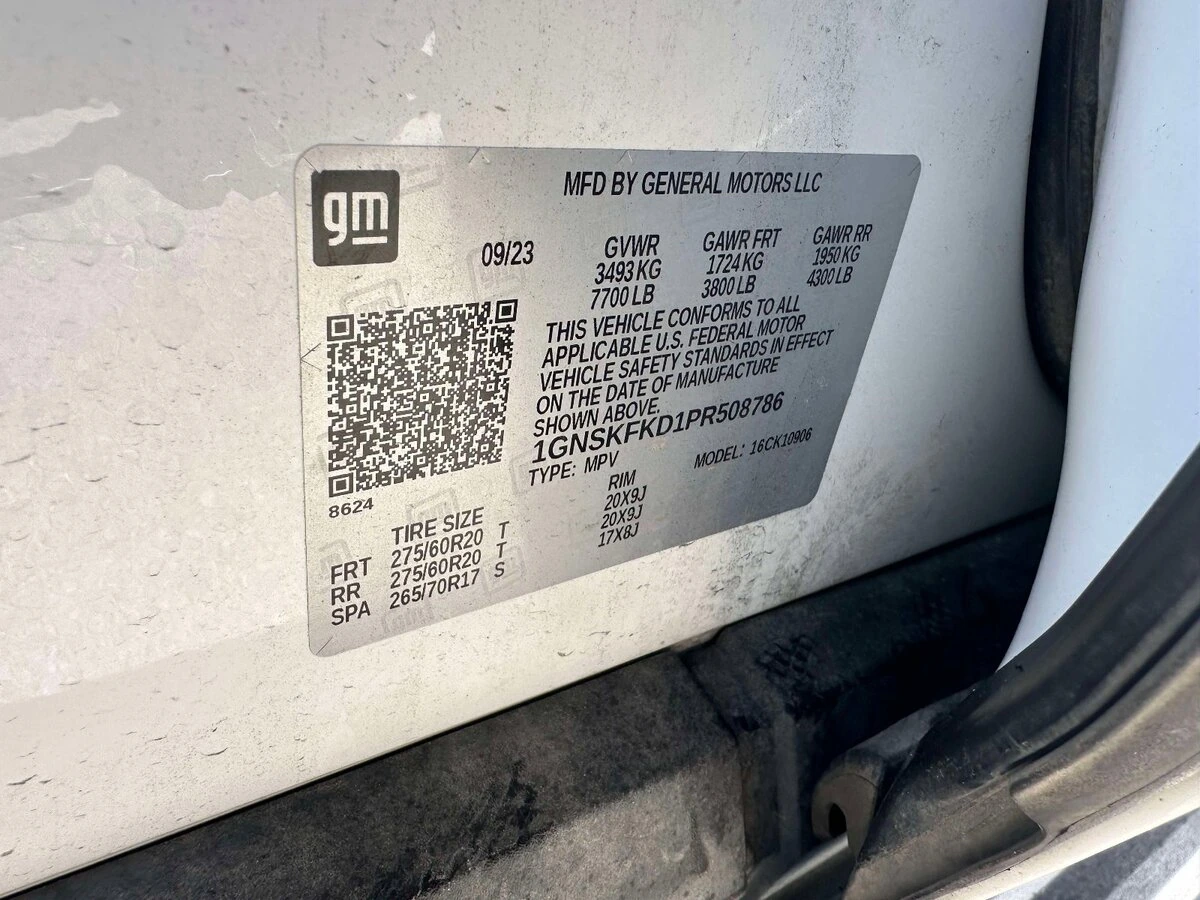 gm
MFD BY GENERAL MOTORS LLC
09/23 GVWR GAWR FRT GAWR RR
3493 KG 1724 KG 1950 KG
7700 LB 3800 LB 4300 LB
THIS VEHICLE CONFORMS TO ALL
APPLICABLE U.S. FEDERAL MOTOR
VEHICLE SAFETY STANDARDS IN EFFECT
ON THE DATE OF MANUFACTURE
SHOWN ABOVE.
1GNSKFKD1PR508786
TYPE: MPV MODEL: 16CK10906
8624
TIRE SIZE RIM
FRT 275/60R20 T 20X9J
RR 275/60R20 T 20X9J
SPA 265/70R17 S 17X8J